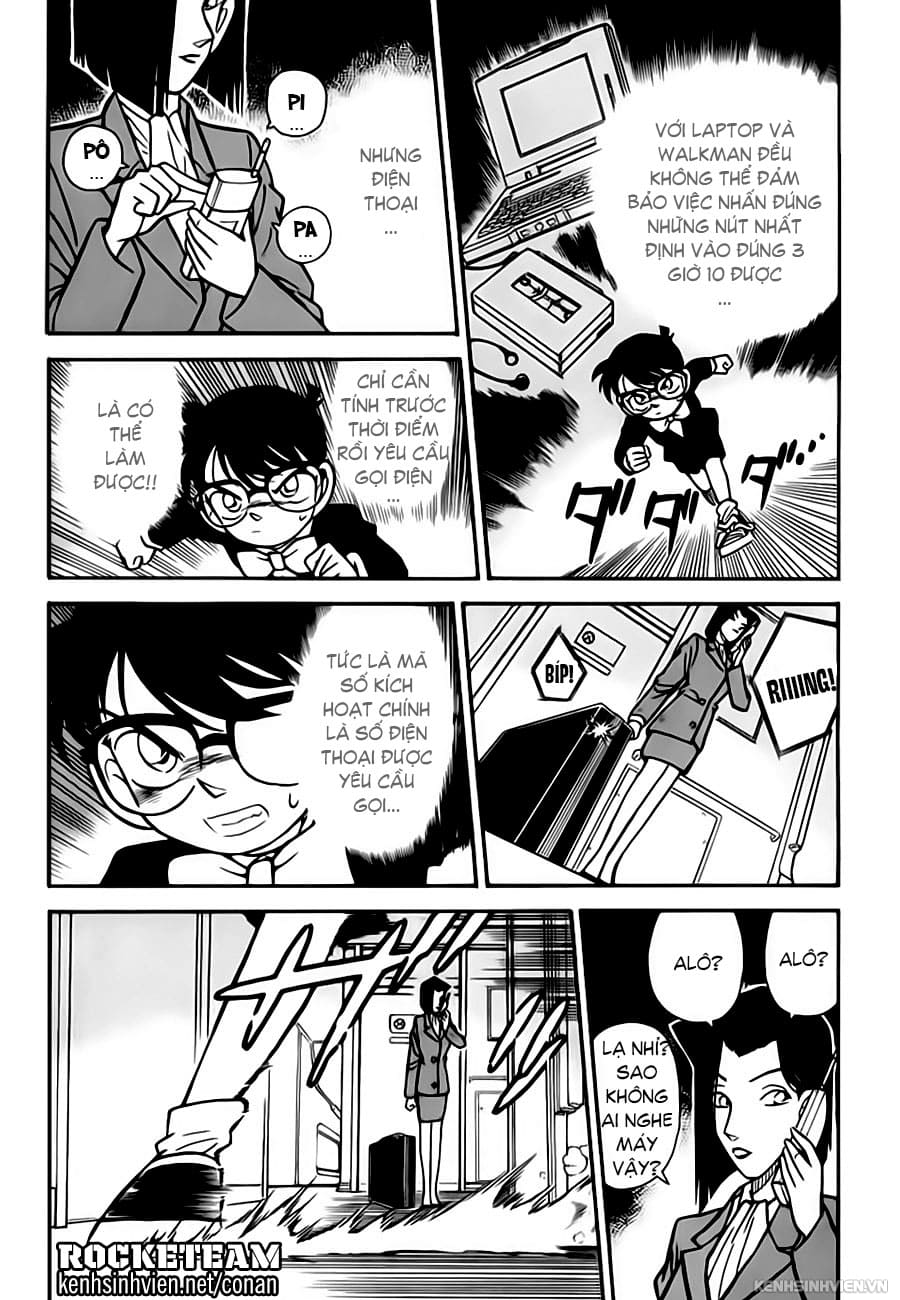 VỚI LAPTOP VÀ
WALKMAN ĐỀU
KHÔNG THỂ ĐẢM
BẢO VIỆC NHẤN ĐÚNG
NHỮNG NÚT NHẤT
ĐỊNH VÀO ĐÚNG 3
GIỜ 10 ĐƯỢC
...
ダダダ...
NHƯNG
ĐIỆN
THOẠI
...
PI
...
PÔ
...
PA
...
CHỈ CẦN
TÍNH TRƯỚC
THỜI ĐIỂM
RỒI YÊU CẦU
GỌI ĐIỆN
...
LÀ CÓ
THỂ
LÀM
ĐƯỢC!!
RIIIING!
BÍP!
TỨC LÀ MÃ
SỐ KÍCH
HOẠT CHÍNH
LÀ SỐ ĐIỆN
THOẠI ĐƯỢC
YÊU CẦU
GỌI...
ALÔ?
ALÔ?
LẠ NHỈ?
SAO
KHÔNG
AI NGHE
MÁY
VẬY?
ROCKETEAM
kenhsinhvien.net/conan
KENHSINHVIEN.VN